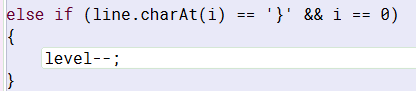 else if (line.charAt(i) == '}' && i == 0)
{
    level--;
}